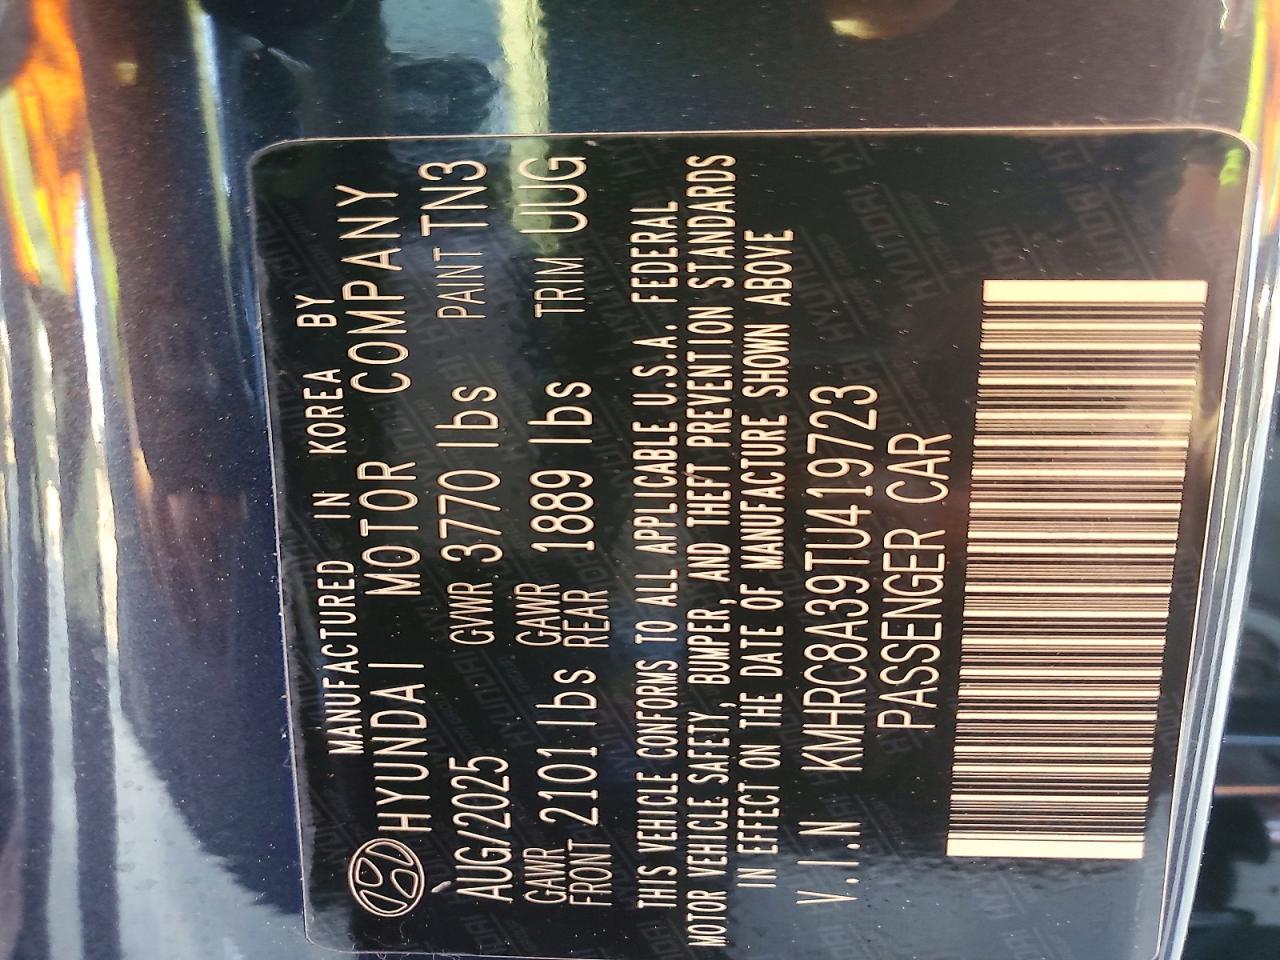 MANUFACTURED IN KOREA BY
HYUNDAI MOTOR COMPANY
AUG/2025 GVWR 3770 lbs PAINT TN3
GAWR FRONT 2101 lbs GAWR REAR 1889 lbs TRIM UUG
THIS VEHICLE CONFORMS TO ALL APPLICABLE U.S.A. FEDERAL
MOTOR VEHICLE SAFETY, BUMPER, AND THEFT PREVENTION STANDARDS
IN EFFECT ON THE DATE OF MANUFACTURE SHOWN ABOVE
V.I.N KMHRC8A39TU419723
PASSENGER CAR